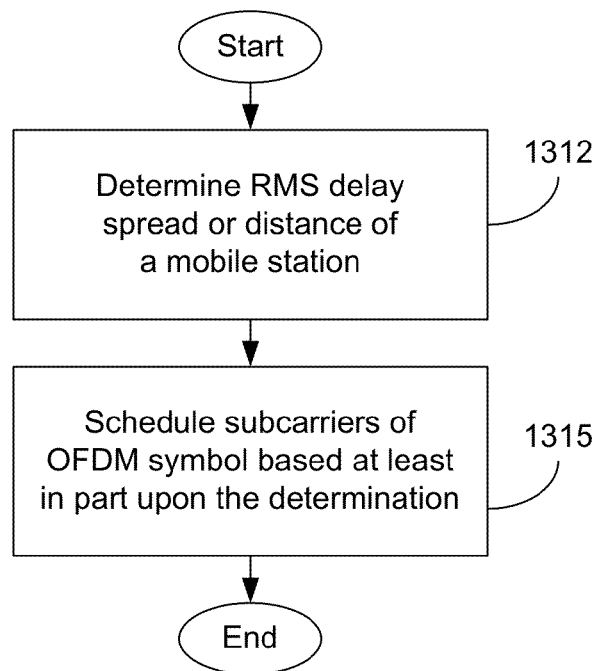 Start
1312
Determine RMS delay
spread or distance of
a mobile station
1315
Schedule subcarriers of
OFDM symbol based at least
in part upon the determination
End